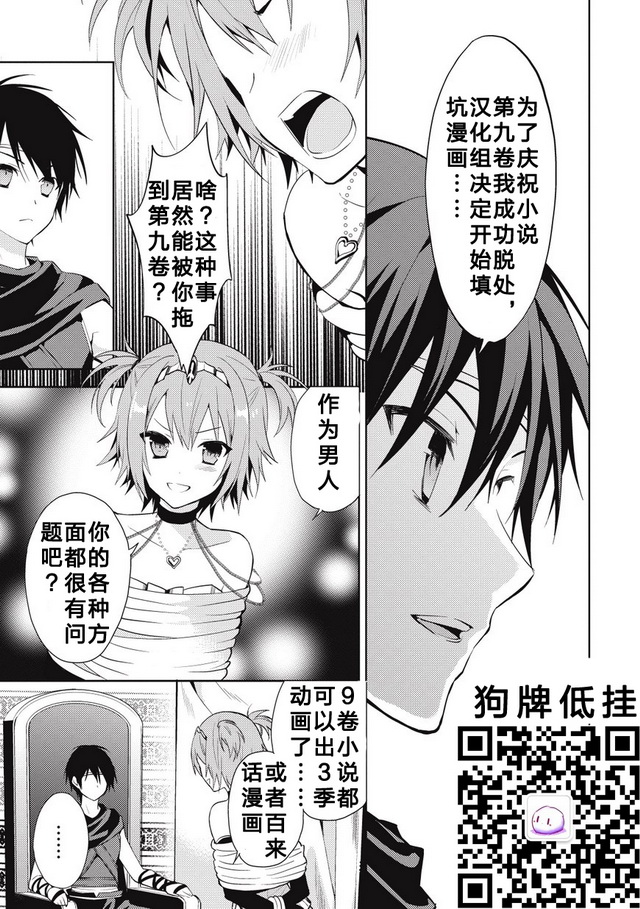 为了庆祝小说
第九卷我成功脱处，
汉化组决定开始填
坑漫画……
啥？这种事
居然能被你拖
到第九卷？
作为男人
你的各种方
面都很有问
题吧？
9卷小说都
可以出3季
动画了……
或者百来
话漫画
……
狗牌低挂